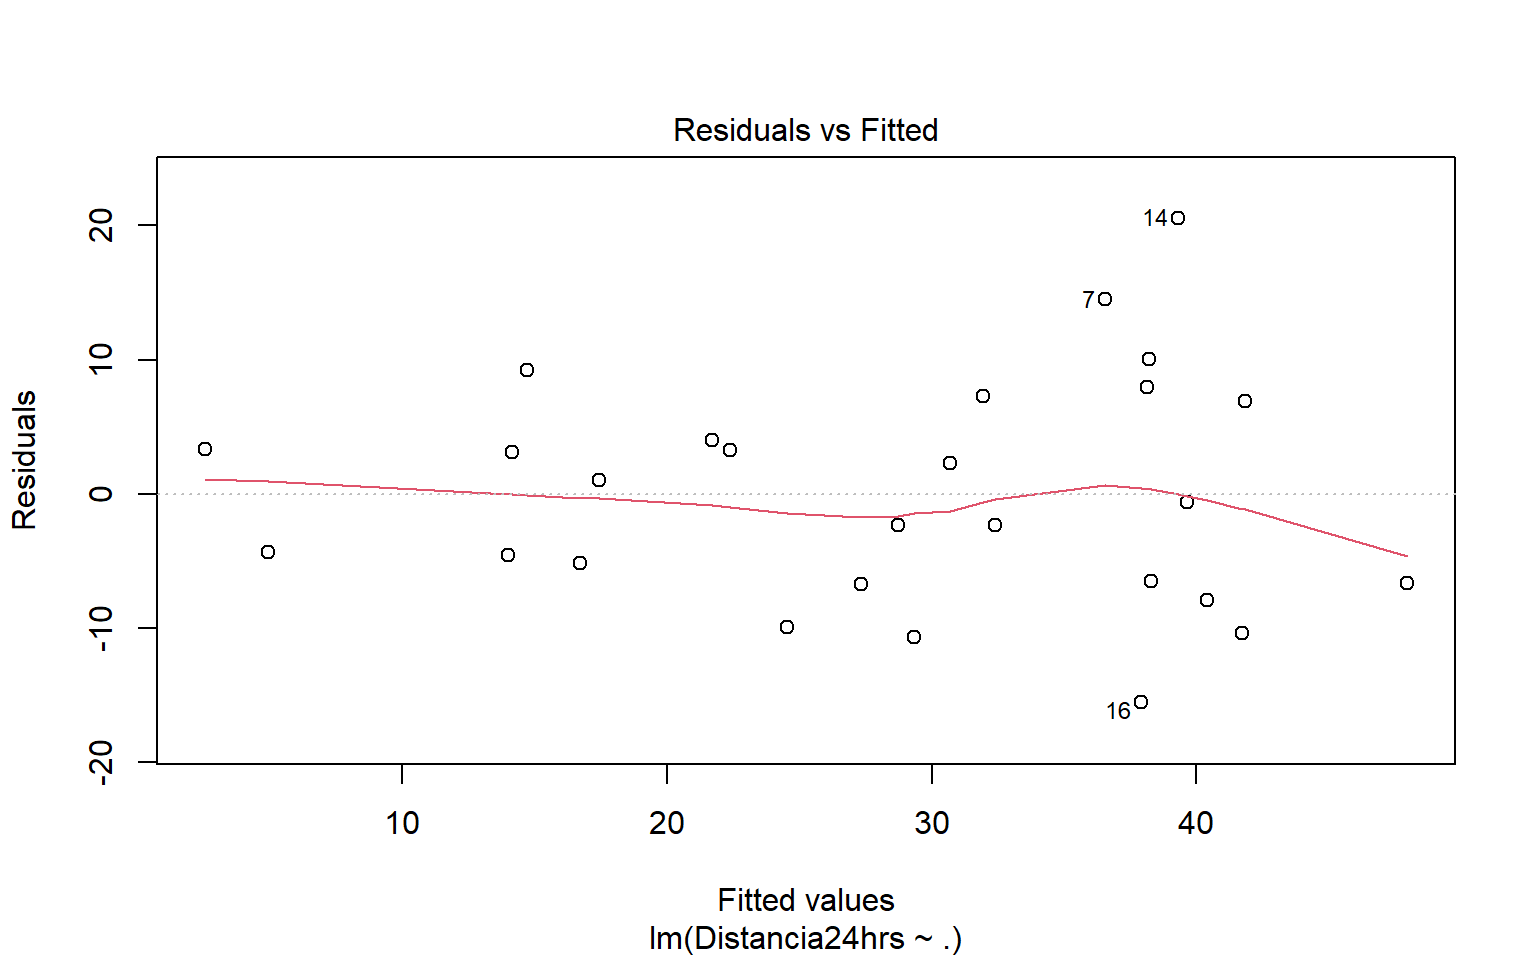 Residuals vs Fitted
Residuals
20
10
0
-10
-20
14
7
16
10 20 30 40
Fitted values
lm(Distancia24hrs ~ .)